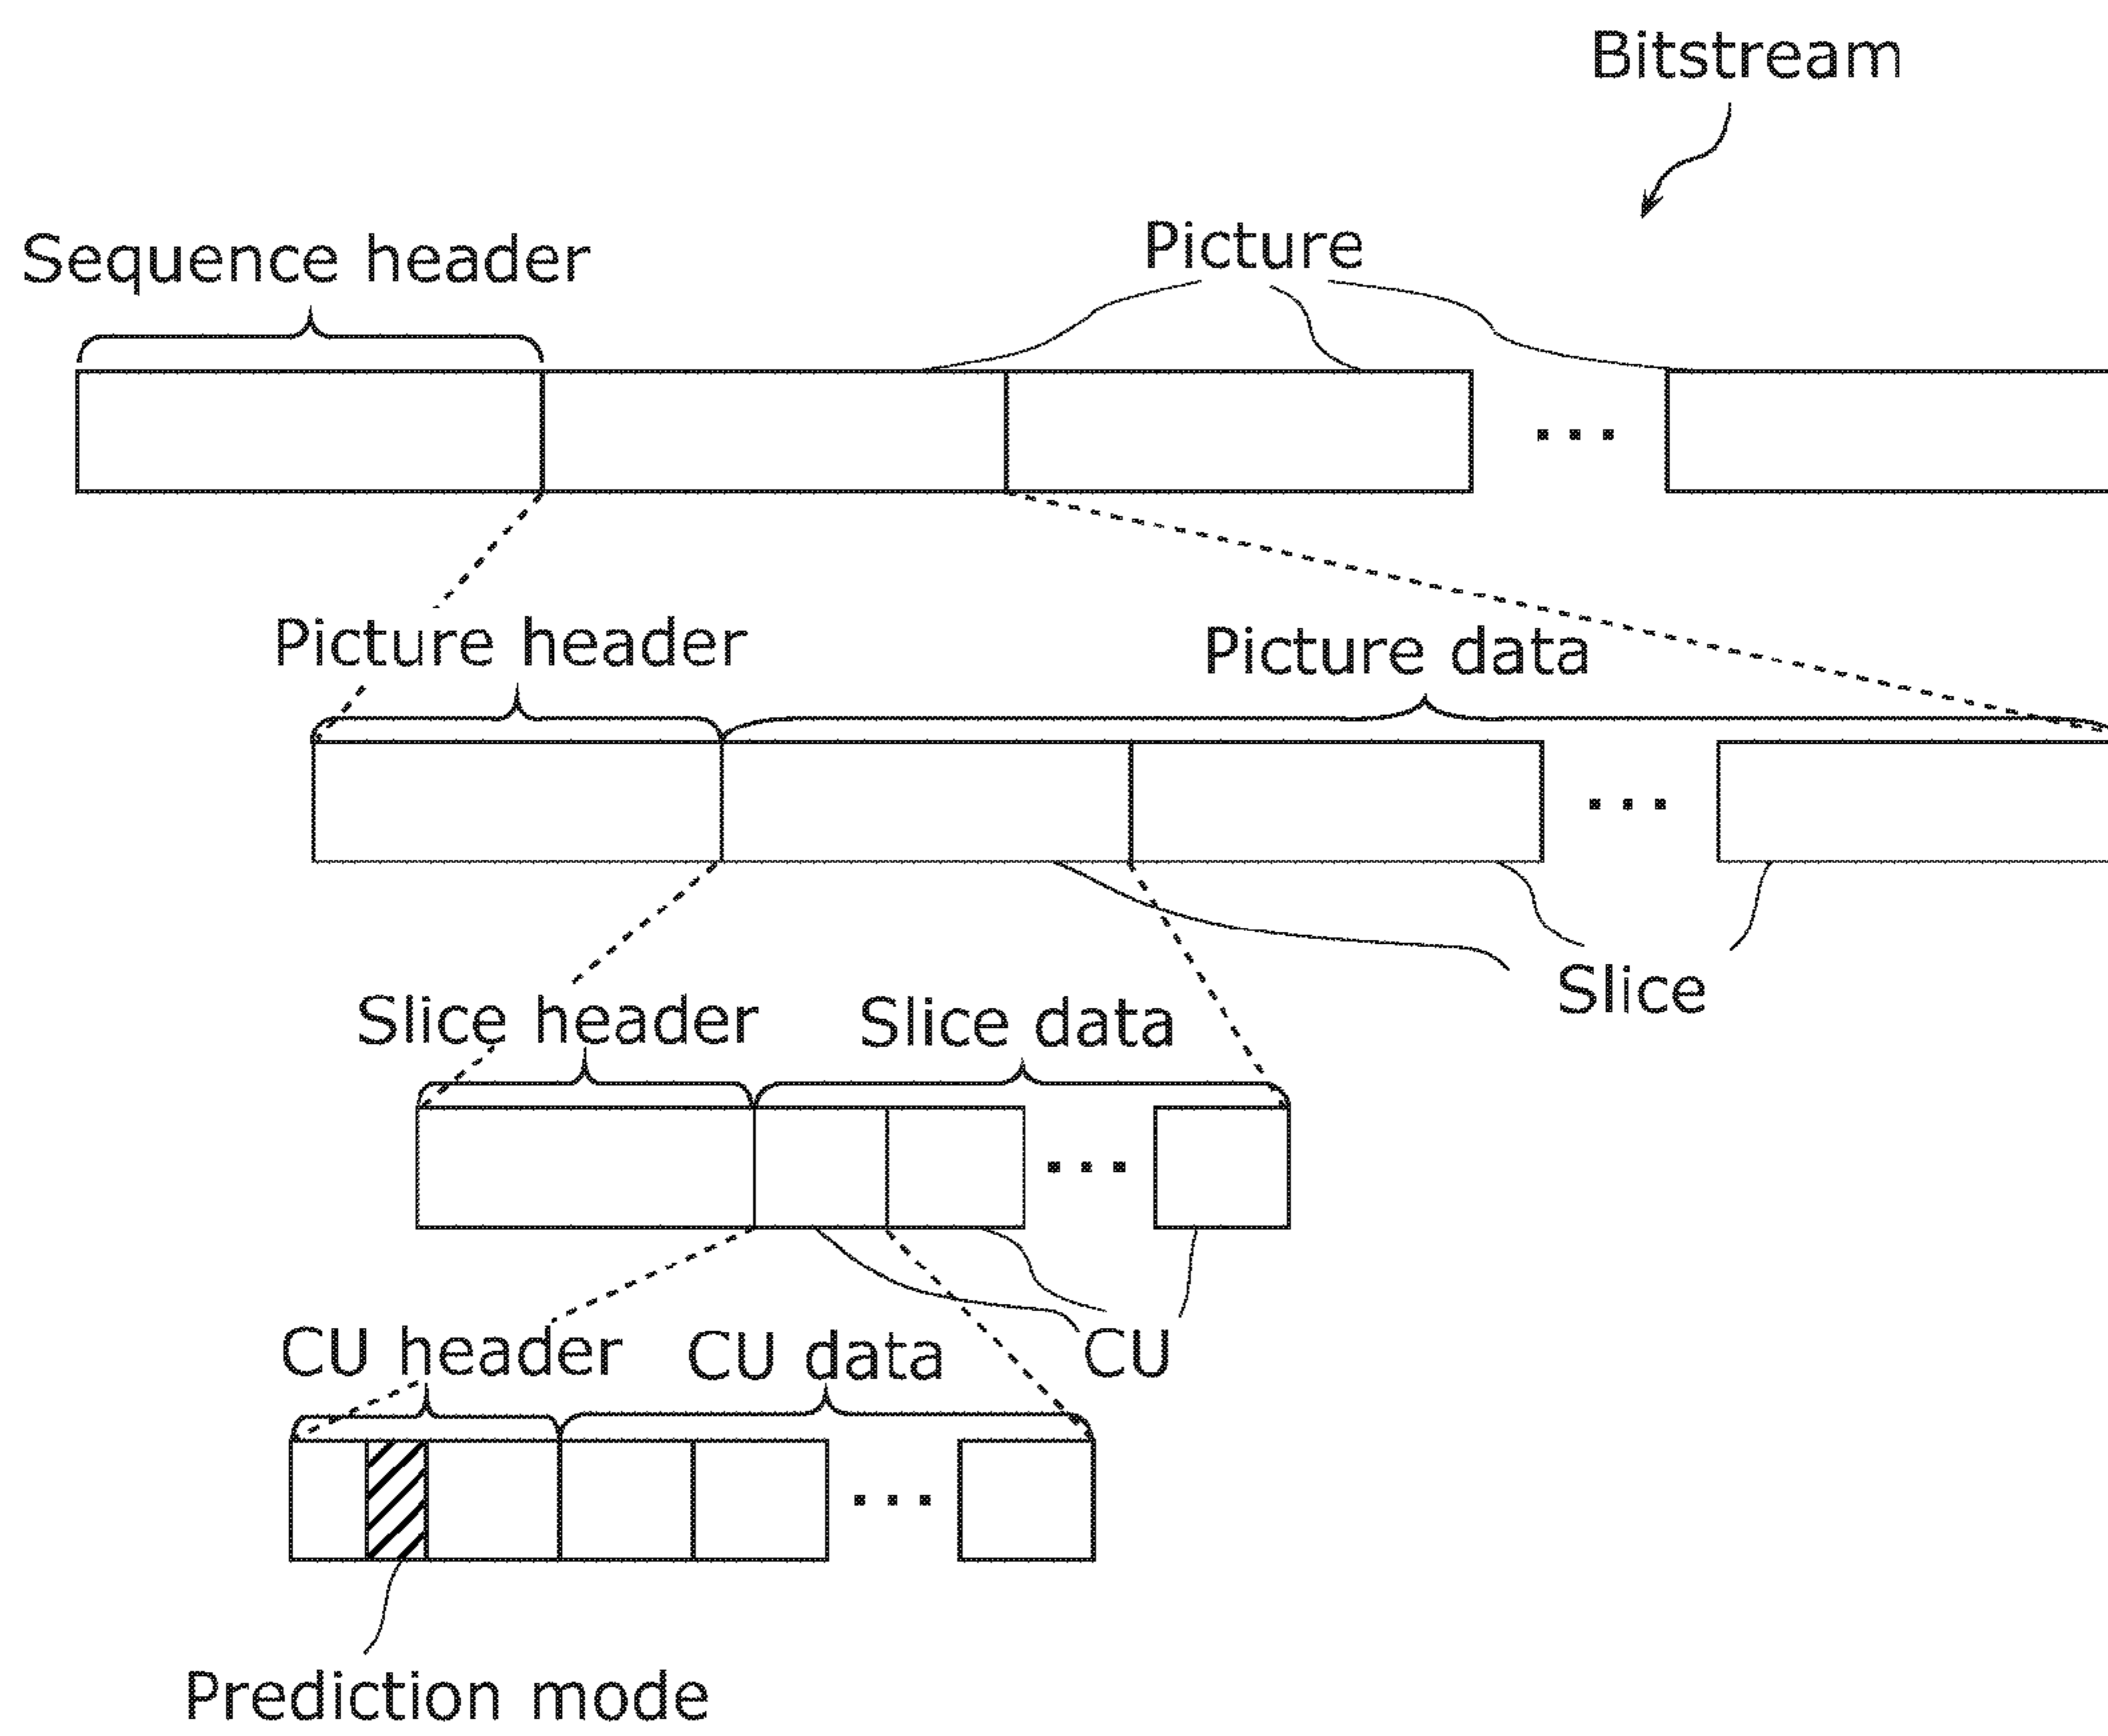 Bitstream
Sequence header
Picture
...
Picture header
Picture data
...
Slice
Slice header
Slice data
...
CU header
CU data
CU
...
Prediction mode